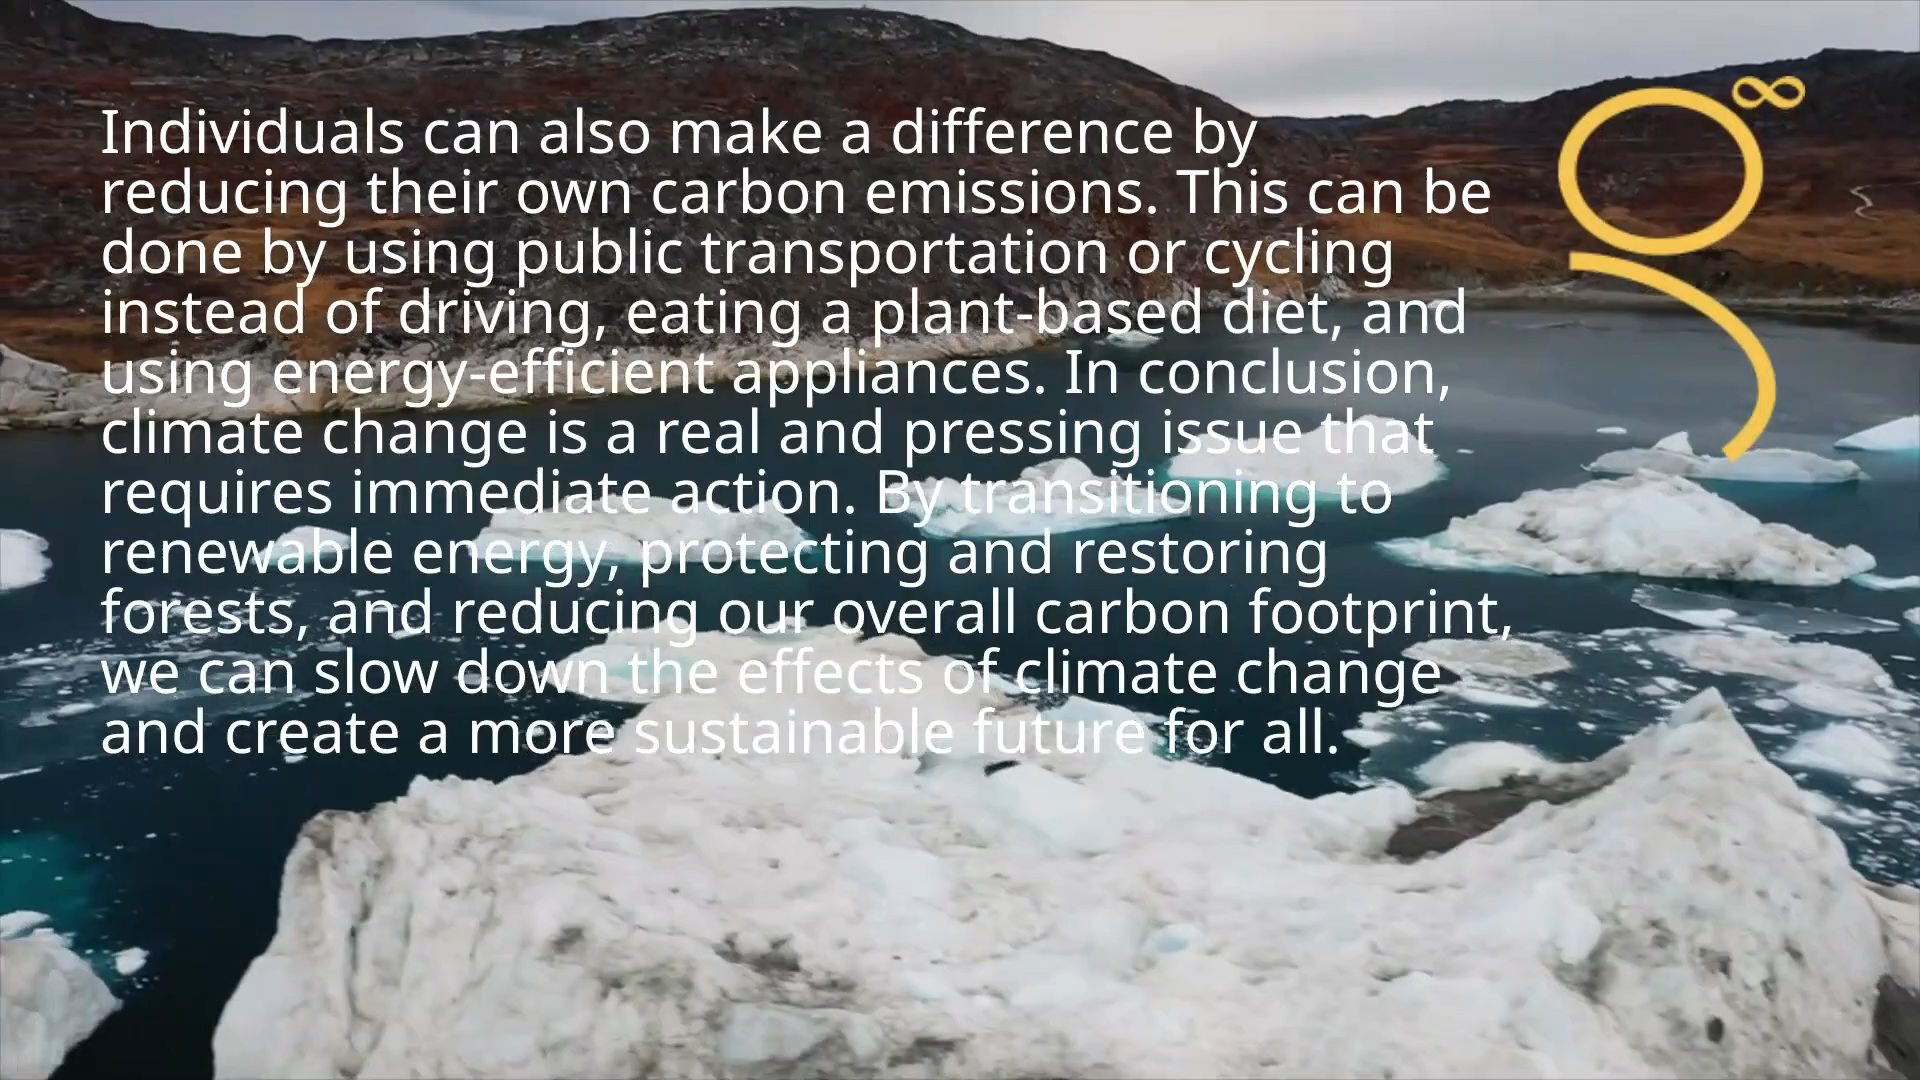 Individuals can also make a difference by
reducing their own carbon emissions. This can be
done by using public transportation or cycling
instead of driving, eating a plant-based diet, and
using energy-efficient appliances. In conclusion,
climate change is a real and pressing issue that
requires immediate action. By transitioning to
renewable energy, protecting and restoring
forests, and reducing our overall carbon footprint,
we can slow down the effects of climate change
and create a more sustainable future for all.